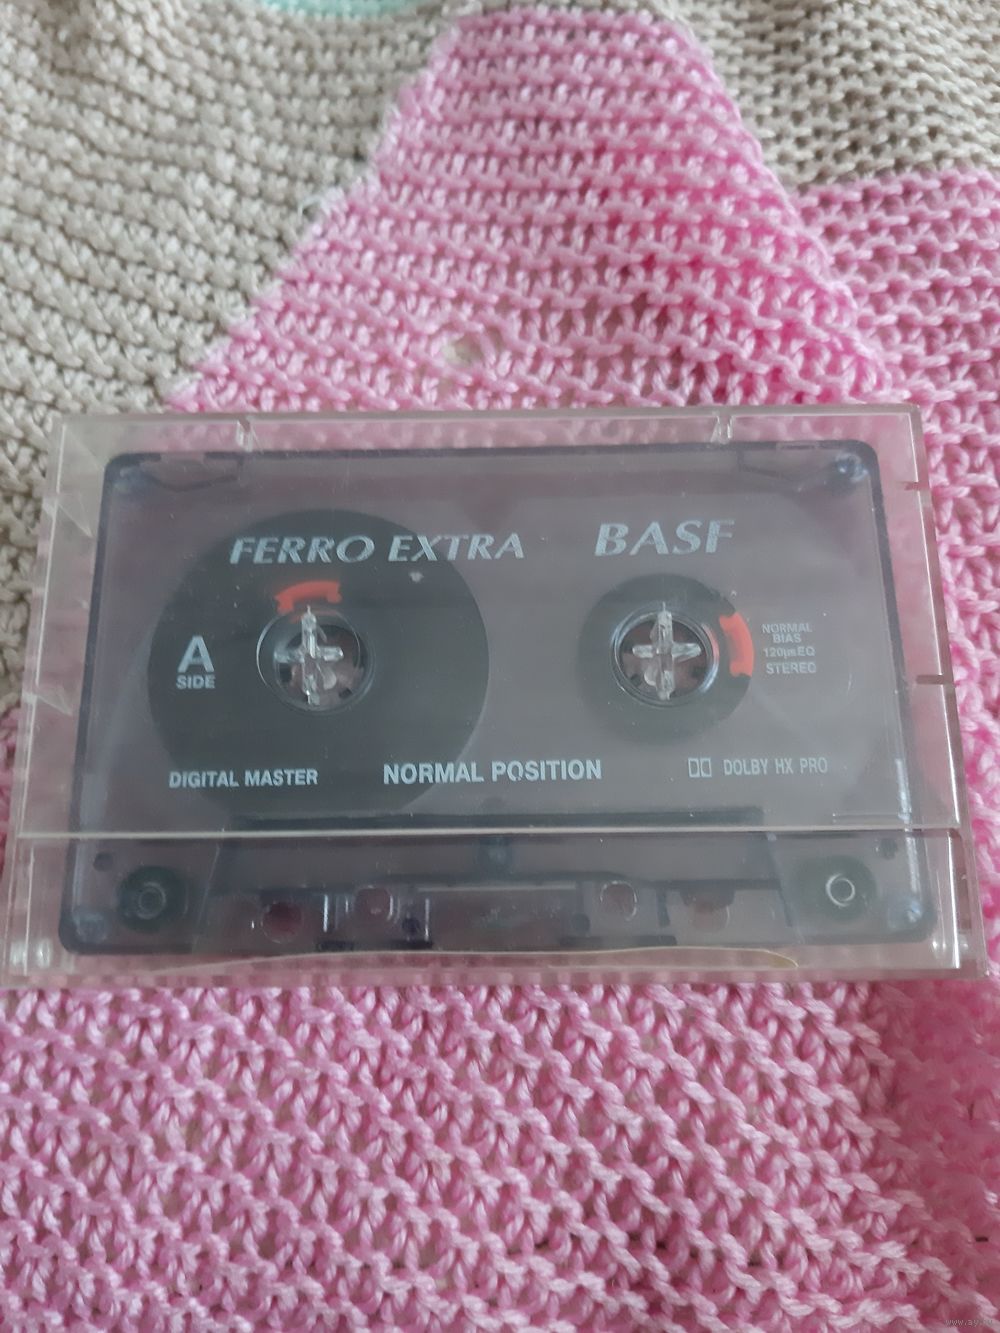 FERRO EXTRA BASF
A
SIDE
NORMAL
BIAS
120µs EQ
STEREO
DIGITAL MASTER NORMAL POSITION DOLBY HX PRO